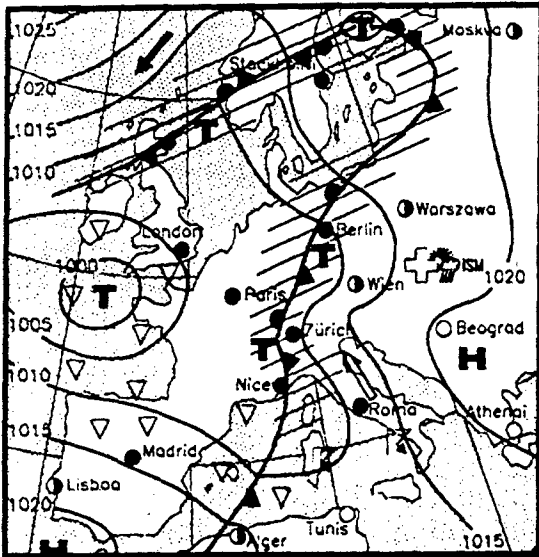 1025
T
Moskva
1020
Stockholm
1015
T
1010
Warszawa
London
Berlin
1000
T
ISM
T
Wien
1020
Paris
1005
Beograd
Zürich
T
H
1010
Nice
Roma
Athenai
1015
Madrid
Lisboa
1020
Tunis
Alger
1015
H